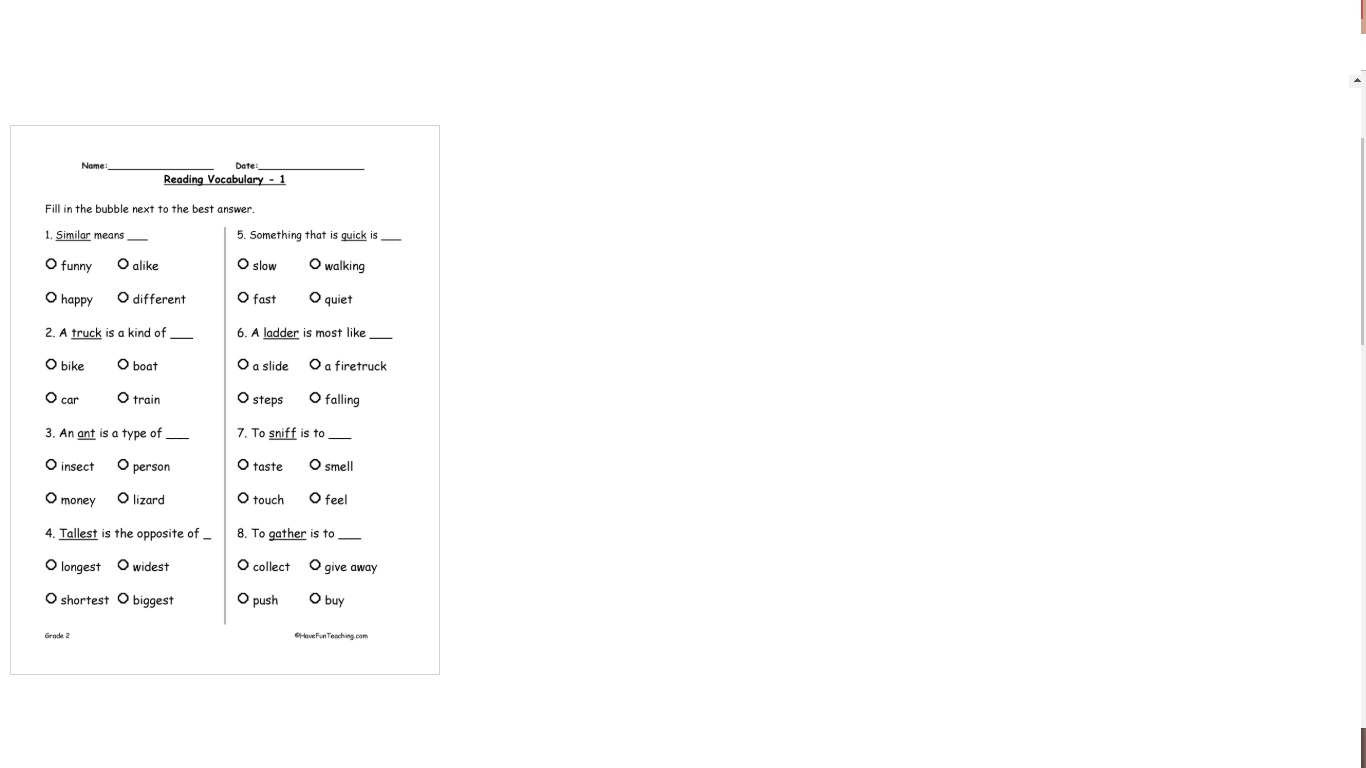 Name:____________________ Date:____________________
Reading Vocabulary - 1
Fill in the bubble next to the best answer.
1. Similar means ___
funny alike
happy different
2. A truck is a kind of ___
bike boat
car train
3. An ant is a type of ___
insect person
money lizard
4. Tallest is the opposite of _
longest widest
shortest biggest
5. Something that is quick is ___
slow walking
fast quiet
6. A ladder is most like ___
a slide a firetruck
steps falling
7. To sniff is to ___
taste smell
touch feel
8. To gather is to ___
collect give away
push buy
Grade 2 ©HaveFunTeaching.com